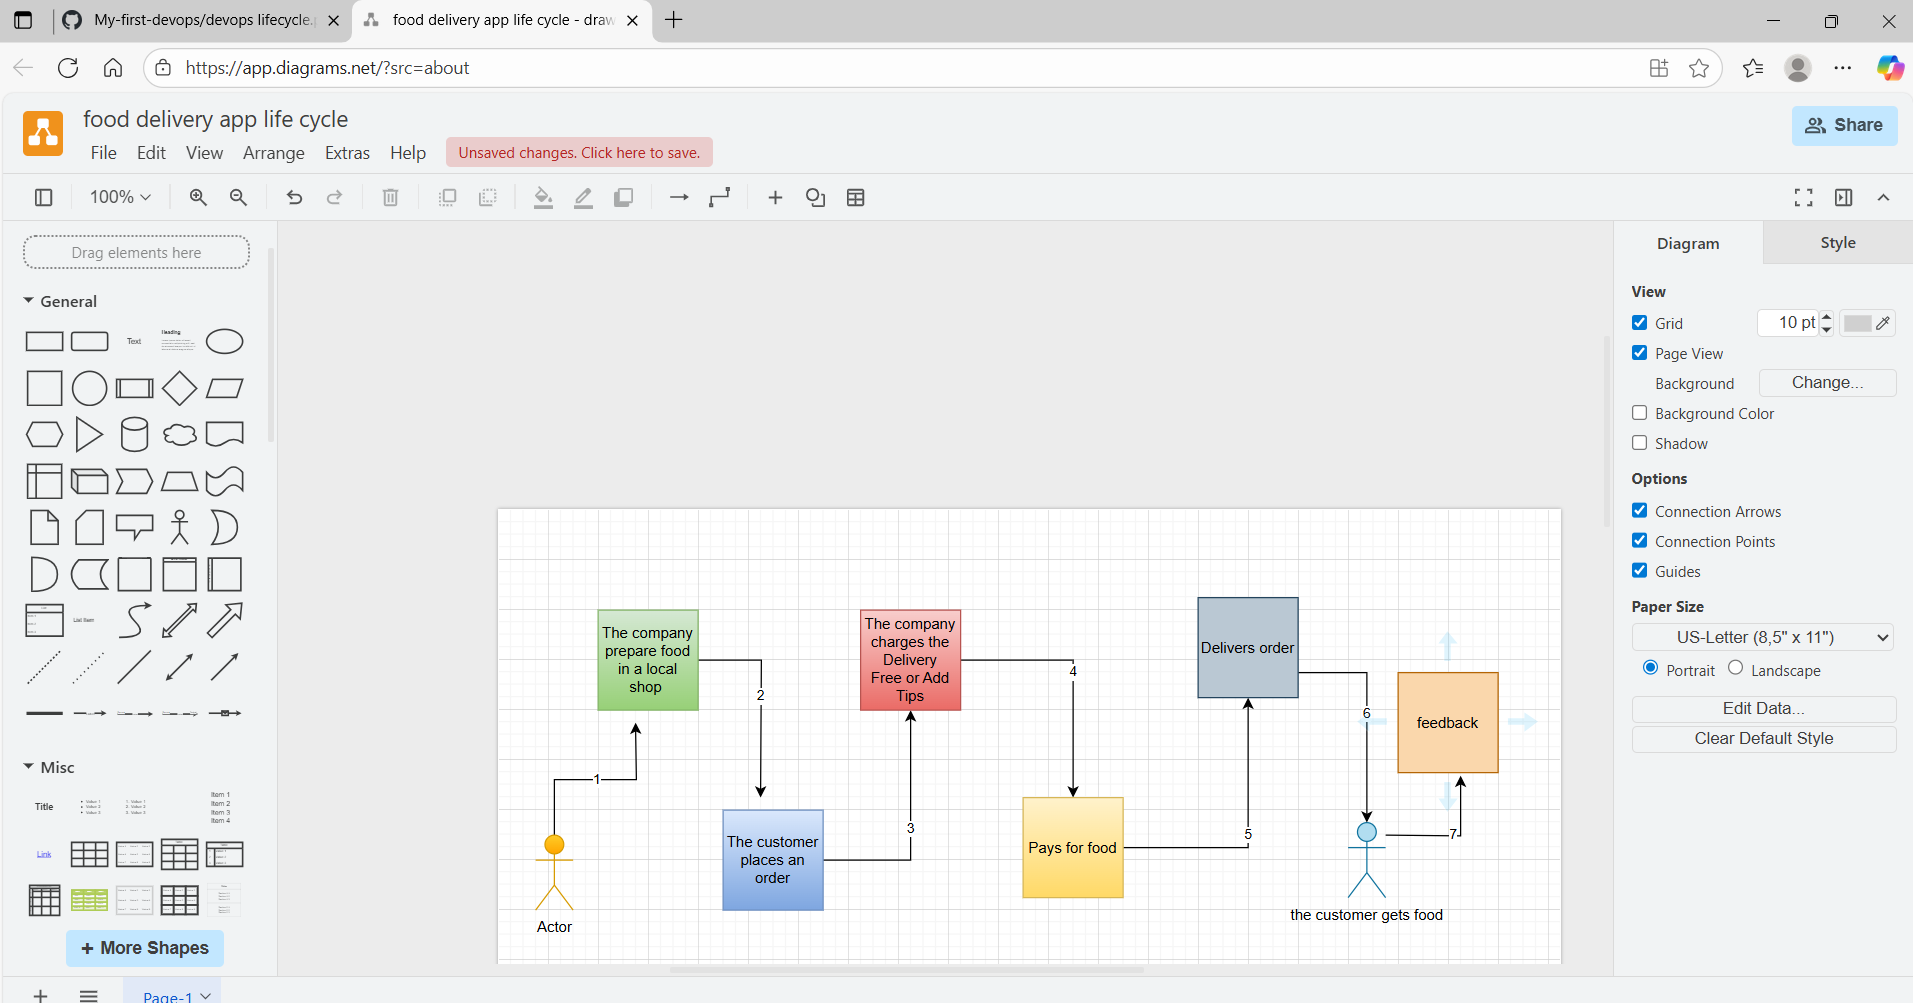 My-first-devops/devops lifecycle.
food delivery app life cycle - draw
https://app.diagrams.net/?src=about
food delivery app life cycle
File Edit View Arrange Extras Help Unsaved changes. Click here to save.
Share
100%
Drag elements here
General
Text
Heading
List Item
Misc
Title
Item 1
Item 2
Item 3
Item 4
Link
+ More Shapes
Page-1
The company
prepare food
in a local
shop
The company
charges the
Delivery
Free or Add
Tips
Delivers order
feedback
1
2
3
4
5
6
7
The customer
places an
order
Pays for food
Actor
the customer gets food
Diagram
Style
View
Grid
10 pt
Page View
Background
Change...
Background Color
Shadow
Options
Connection Arrows
Connection Points
Guides
Paper Size
US-Letter (8,5" x 11")
Portrait
Landscape
Edit Data...
Clear Default Style